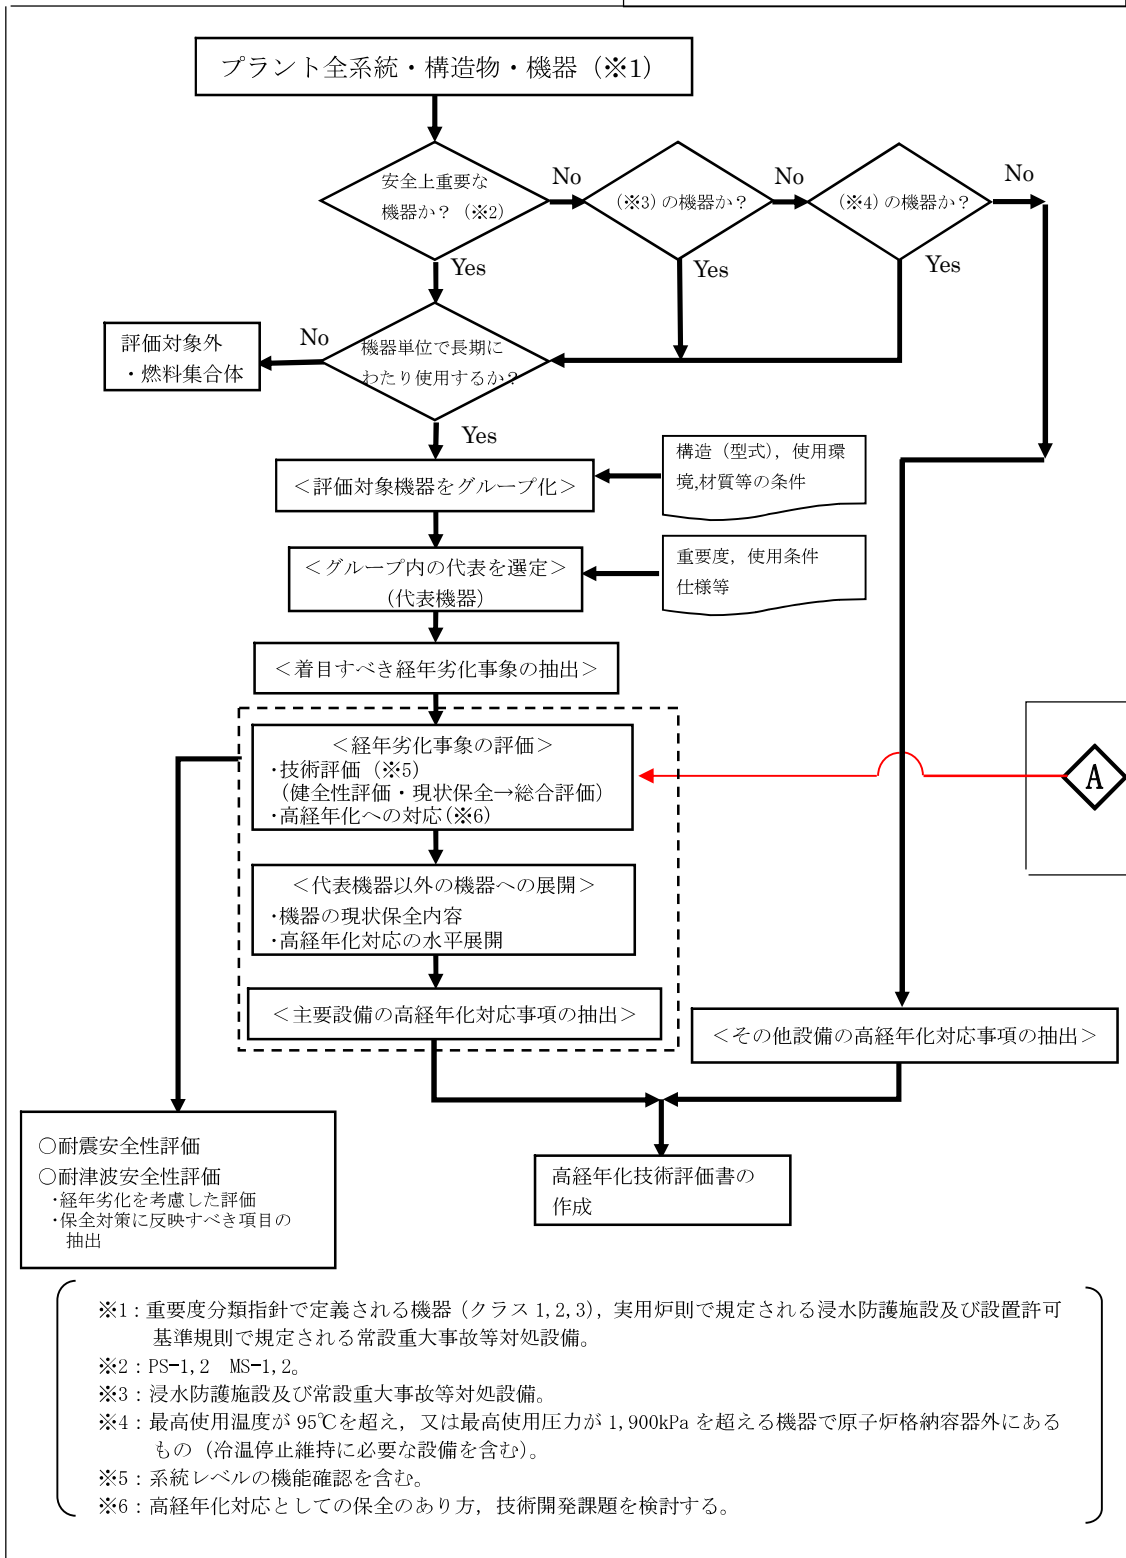 プラント全系統・構造物・機器（※1）
安全上重要な
機器か？（※2）
No
(※3)の機器か？
No
(※4)の機器か？
No
Yes
Yes
Yes
評価対象外
・燃料集合体
No
機器単位で長期に
わたり使用するか？
Yes
＜評価対象機器をグループ化＞
構造（型式），使用環
境,材質等の条件
＜グループ内の代表を選定＞
（代表機器）
重要度，使用条件
仕様等
＜着目すべき経年劣化事象の抽出＞
＜経年劣化事象の評価＞
・技術評価（※5）
（健全性評価・現状保全→総合評価）
・高経年化への対応(※6)
A
＜代表機器以外の機器への展開＞
・機器の現状保全内容
・高経年化対応の水平展開
＜主要設備の高経年化対応事項の抽出＞
＜その他設備の高経年化対応事項の抽出＞
○耐震安全性評価
○耐津波安全性評価
・経年劣化を考慮した評価
・保全対策に反映すべき項目の
抽出
高経年化技術評価書の
作成
※1：重要度分類指針で定義される機器（クラス1,2,3），実用炉則で規定される浸水防護施設及び設置許可
基準規則で規定される常設重大事故等対処設備。
※2：PS-1,2　MS-1,2。
※3：浸水防護施設及び常設重大事故等対処設備。
※4：最高使用温度が95℃を超え，又は最高使用圧力が1,900kPaを超える機器で原子炉格納容器外にある
もの（冷温停止維持に必要な設備を含む）。
※5：系統レベルの機能確認を含む。
※6：高経年化対応としての保全のあり方，技術開発課題を検討する。